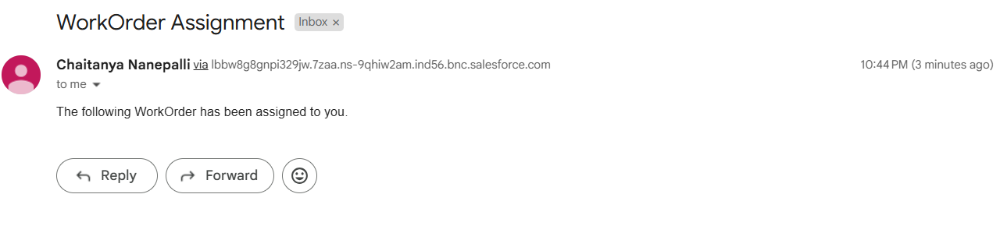 WorkOrder Assignment Inbox ×
Chaitanya Nanepalli via lbbw8g8gnpi329jw.7zaa.ns-9qhiw2am.ind56.bnc.salesforce.com 10:44 PM (3 minutes ago)
to me
The following WorkOrder has been assigned to you.
Reply Forward